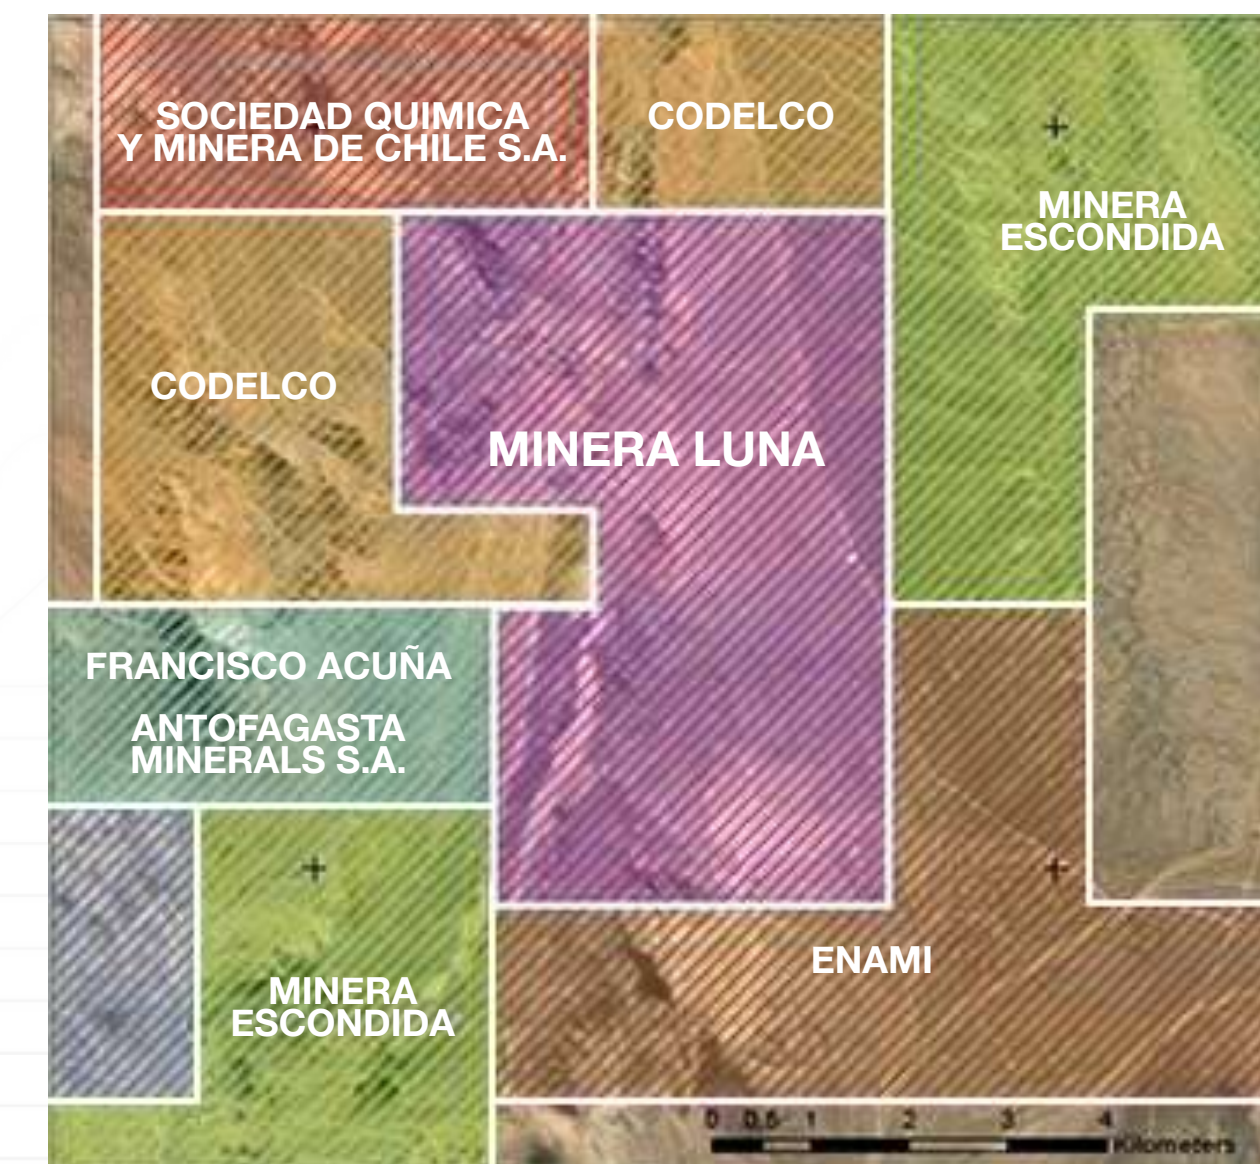 SOCIEDAD QUIMICA
Y MINERA DE CHILE S.A.
CODELCO
MINERA
ESCONDIDA
CODELCO
MINERA LUNA
FRANCISCO ACUÑA
ANTOFAGASTA
MINERALS S.A.
ENAMI
MINERA
ESCONDIDA
0 0.5 1 2 3 4
Kilometers